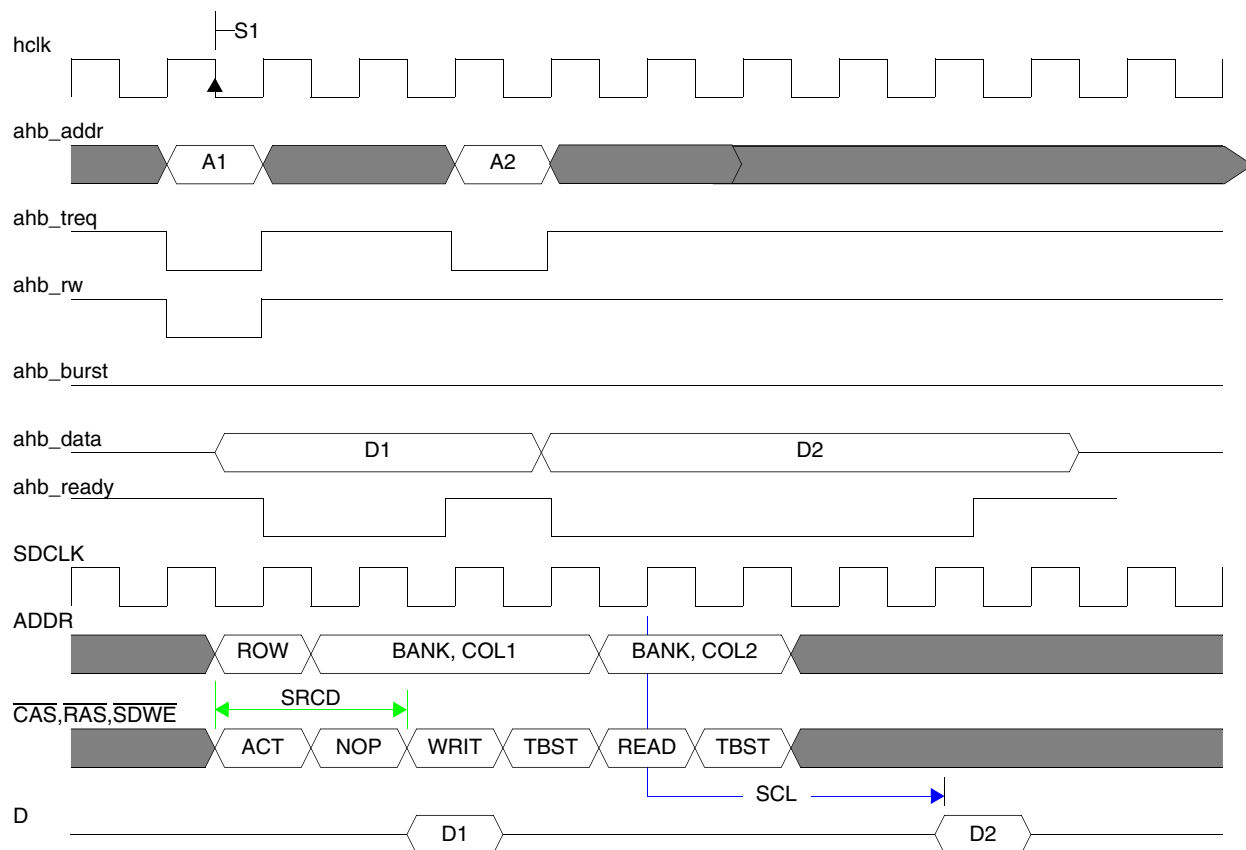 S1
hclk
ahb_addr
A1 A2
ahb_treq
ahb_rw
ahb_burst
ahb_data
D1 D2
ahb_ready
SDCLK
ADDR
ROW BANK, COL1 BANK, COL2
SRCD
CAS,RAS,SDWE
ACT NOP WRIT TBST READ TBST
SCL
D
D1 D2